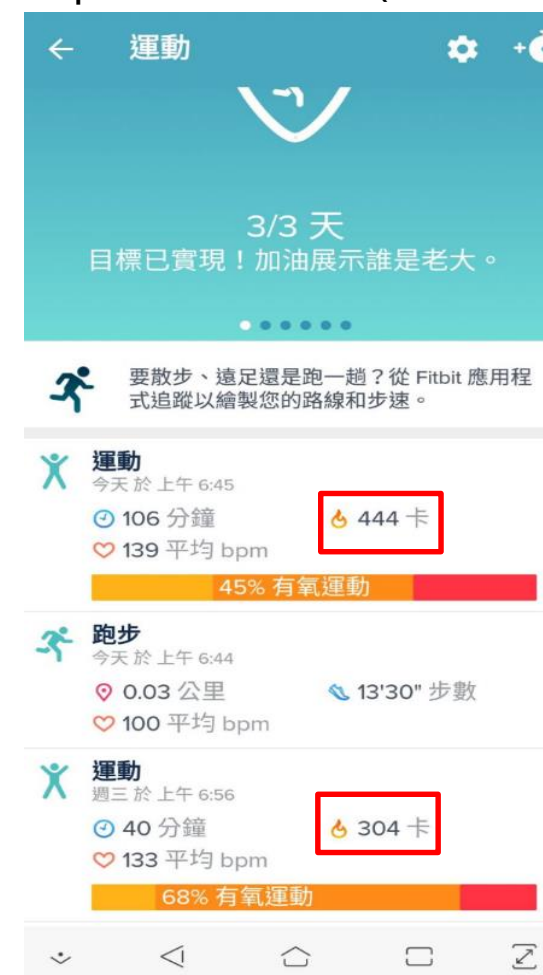 運動
3/3 天
目標已實現！加油展示誰是老大。
要散步、遠足還是跑一趟？從 Fitbit 應用程
式追蹤以繪製您的路線和步速。
運動
今天 於 上午 6:45
106 分鐘 444 卡
139 平均 bpm
45% 有氧運動
跑步
今天 於 上午 6:44
0.03 公里 13'30" 步數
100 平均 bpm
運動
週三 於 上午 6:56
40 分鐘 304 卡
133 平均 bpm
68% 有氧運動